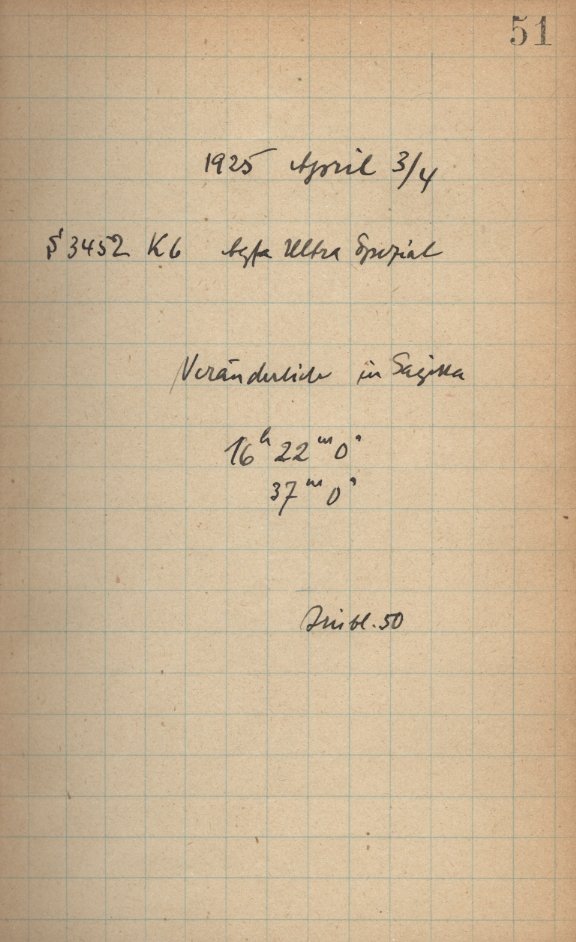 51
1925 April 3/4
S 3452 K6 Agfa Ultra Spezial
Veränderliche in Sagitta
16ʰ 22ᵐ 0ˢ
37ᵐ 0ˢ
50